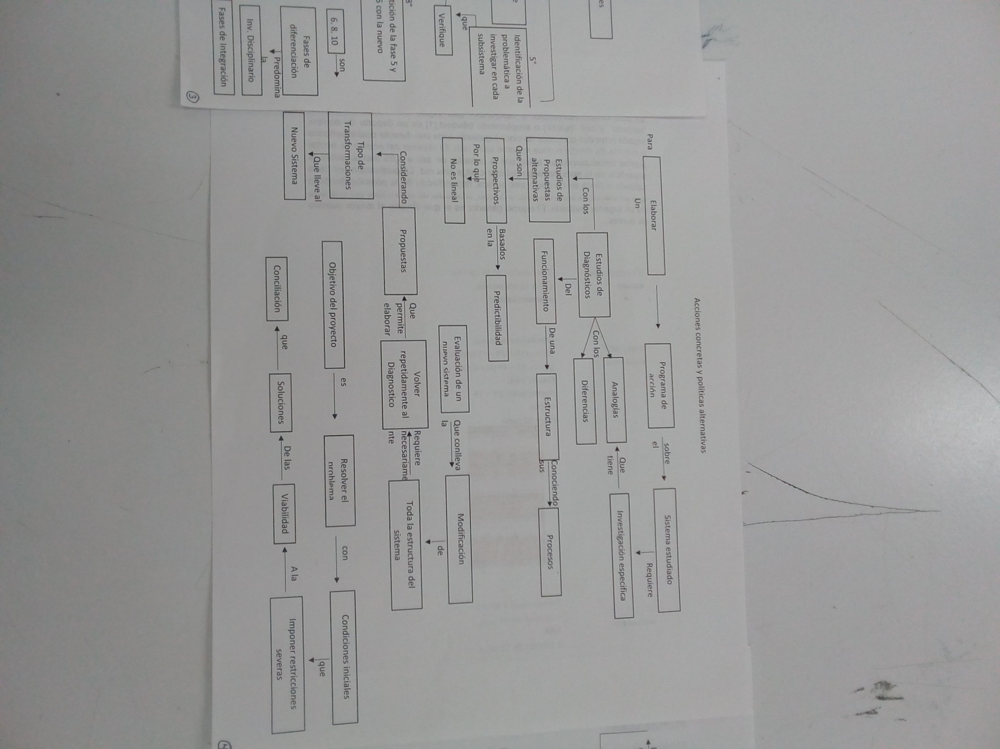 Acciones concretas y políticas alternativas
Para
Elaborar
Un
Programa de
acción
sobre
el
Sistema estudiado
Requiere
Investigación específica
Que
tiene
Analogías
Diferencias
Con los
Estudios de
Diagnósticos
Con los
Estudios de
Propuestas
alternativas
Del
Funcionamiento
De una
Estructura
Conociendo
sus
Procesos
Que son
Prospectivos
Basados
en la
Predictibilidad
Por lo que
No es lineal
Evaluación de un
nuevo sistema
Que conlleva
la
Modificación
de
Toda la estructura del
sistema
Requiere
necesariame
nte
Volver
repetidamente al
Diagnostico
Que
permite
elaborar
Propuestas
Considerando
Tipo de
Transformaciones
Que lleve al
Nuevo Sistema
Objetivo del proyecto
es
Resolver el
problema
con
Condiciones iniciales
que
Imponer restricciones
severas
A la
Viabilidad
De las
Soluciones
que
Conciliación
es
5°
Identificación de la
problemática a
investigar en cada
subsistema
que
Verifique
tición de la fase 5 y
con la nuevo
6. 8. 10
son
Fases de
diferenciación
Predomina
la
Inv. Disciplinario
Fases de Integración
3